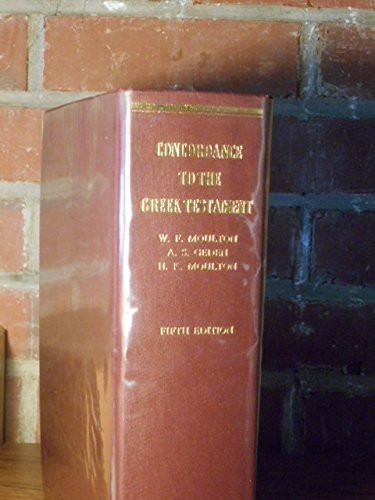 CONCORDANCE
TO THE
GREEK TESTAMENT
W. F. MOULTON
A. S. GEDEN
H. K. MOULTON
FIFTH EDITION